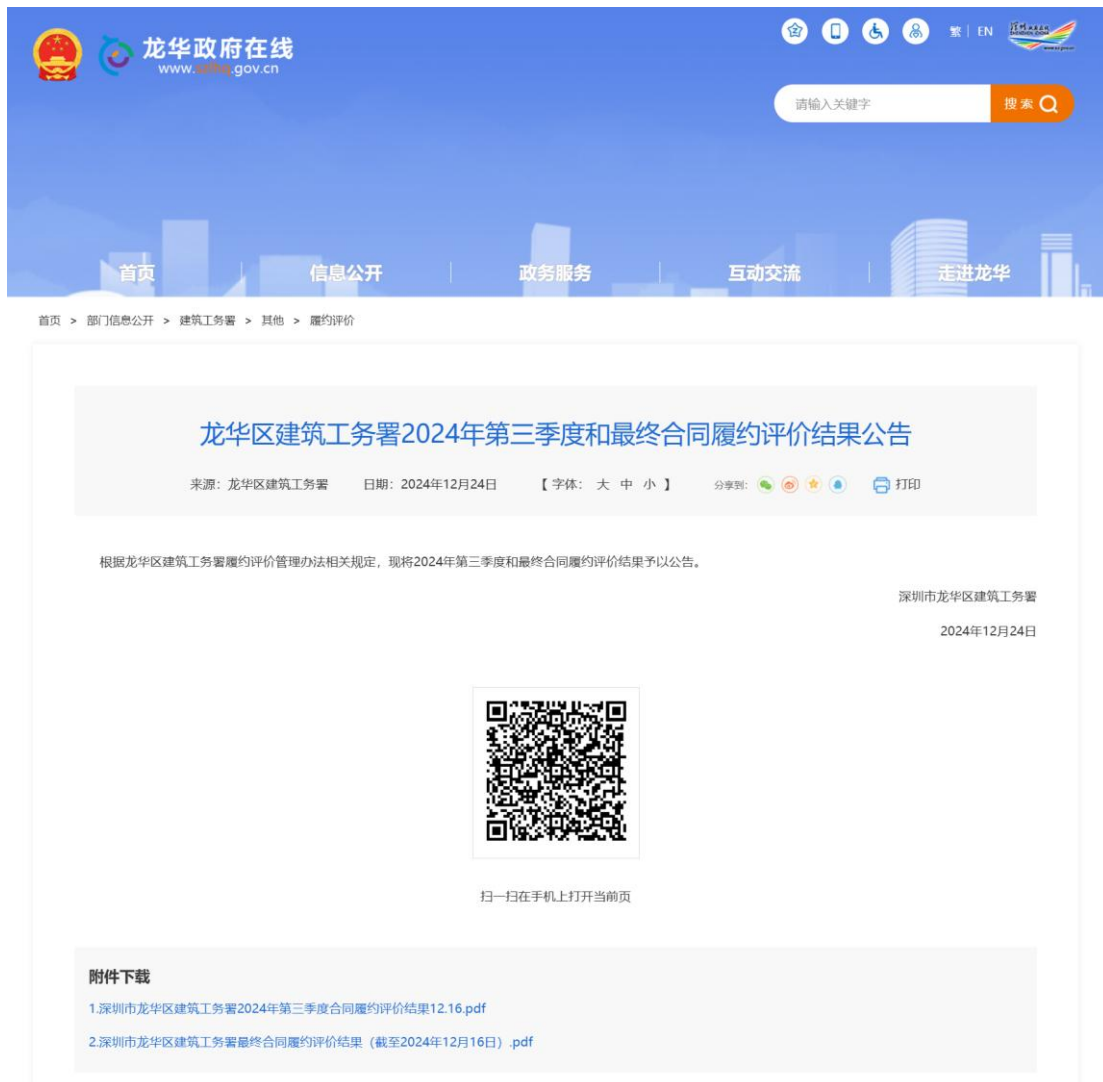 龙华政府在线
www. .gov.cn
繁 | EN
请输入关键字 搜索
首页 信息公开 政务服务 互动交流 走进龙华
首页 > 部门信息公开 > 建筑工务署 > 其他 > 履约评价
龙华区建筑工务署2024年第三季度和最终合同履约评价结果公告
来源：龙华区建筑工务署 日期：2024年12月24日 【 字体： 大 中 小 】 分享到： 打印
根据龙华区建筑工务署履约评价管理办法相关规定，现将2024年第三季度和最终合同履约评价结果予以公告。
深圳市龙华区建筑工务署
2024年12月24日
扫一扫在手机上打开当前页
附件下载
1.深圳市龙华区建筑工务署2024年第三季度合同履约评价结果12.16.pdf
2.深圳市龙华区建筑工务署最终合同履约评价结果（截至2024年12月16日）.pdf